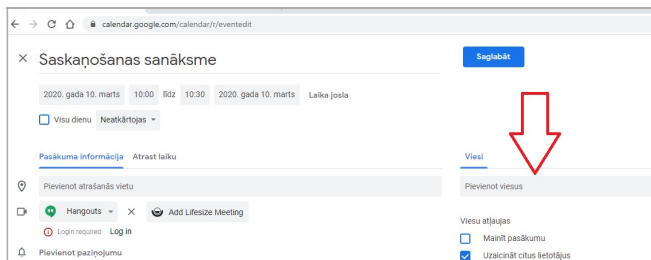 calendar.google.com/calendar/r/eventedit
Saskaņošanas sanāksme
Saglabāt
2020. gada 10. marts 10:00 līdz 10:30 2020. gada 10. marts Laika josla
Visu dienu Neatkārtojas
Pasākuma informācija Atrast laiku
Viesi
Pievienot atrašanās vietu
Pievienot viesus
Hangouts Add Lifesize Meeting
Login required Log in
Viesu atļaujas
Mainīt pasākumu
Pievienot paziņojumu
Uzaicināt citus lietotājus